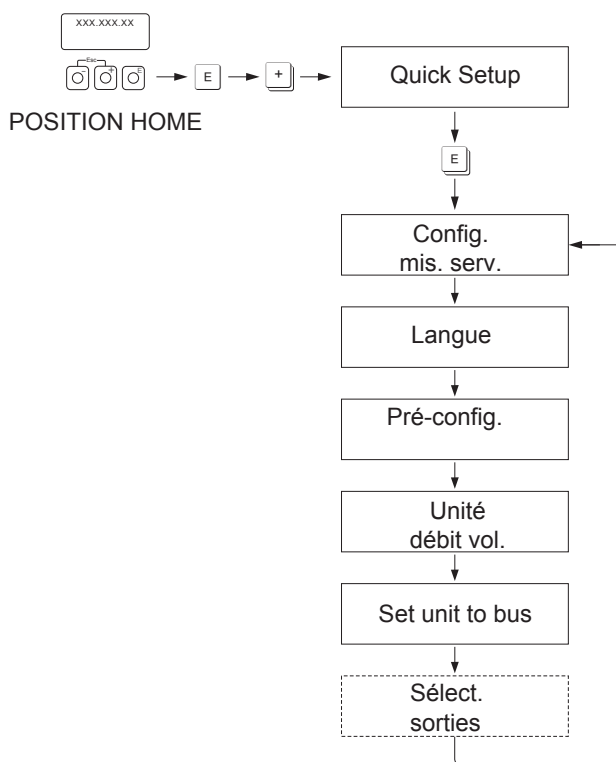 xxx.xxx.xx
Esc
- + E
E
+
POSITION HOME
Quick Setup
E
Config.
mis. serv.
Langue
Pré-config.
Unité
débit vol.
Set unit to bus
Sélect.
sorties